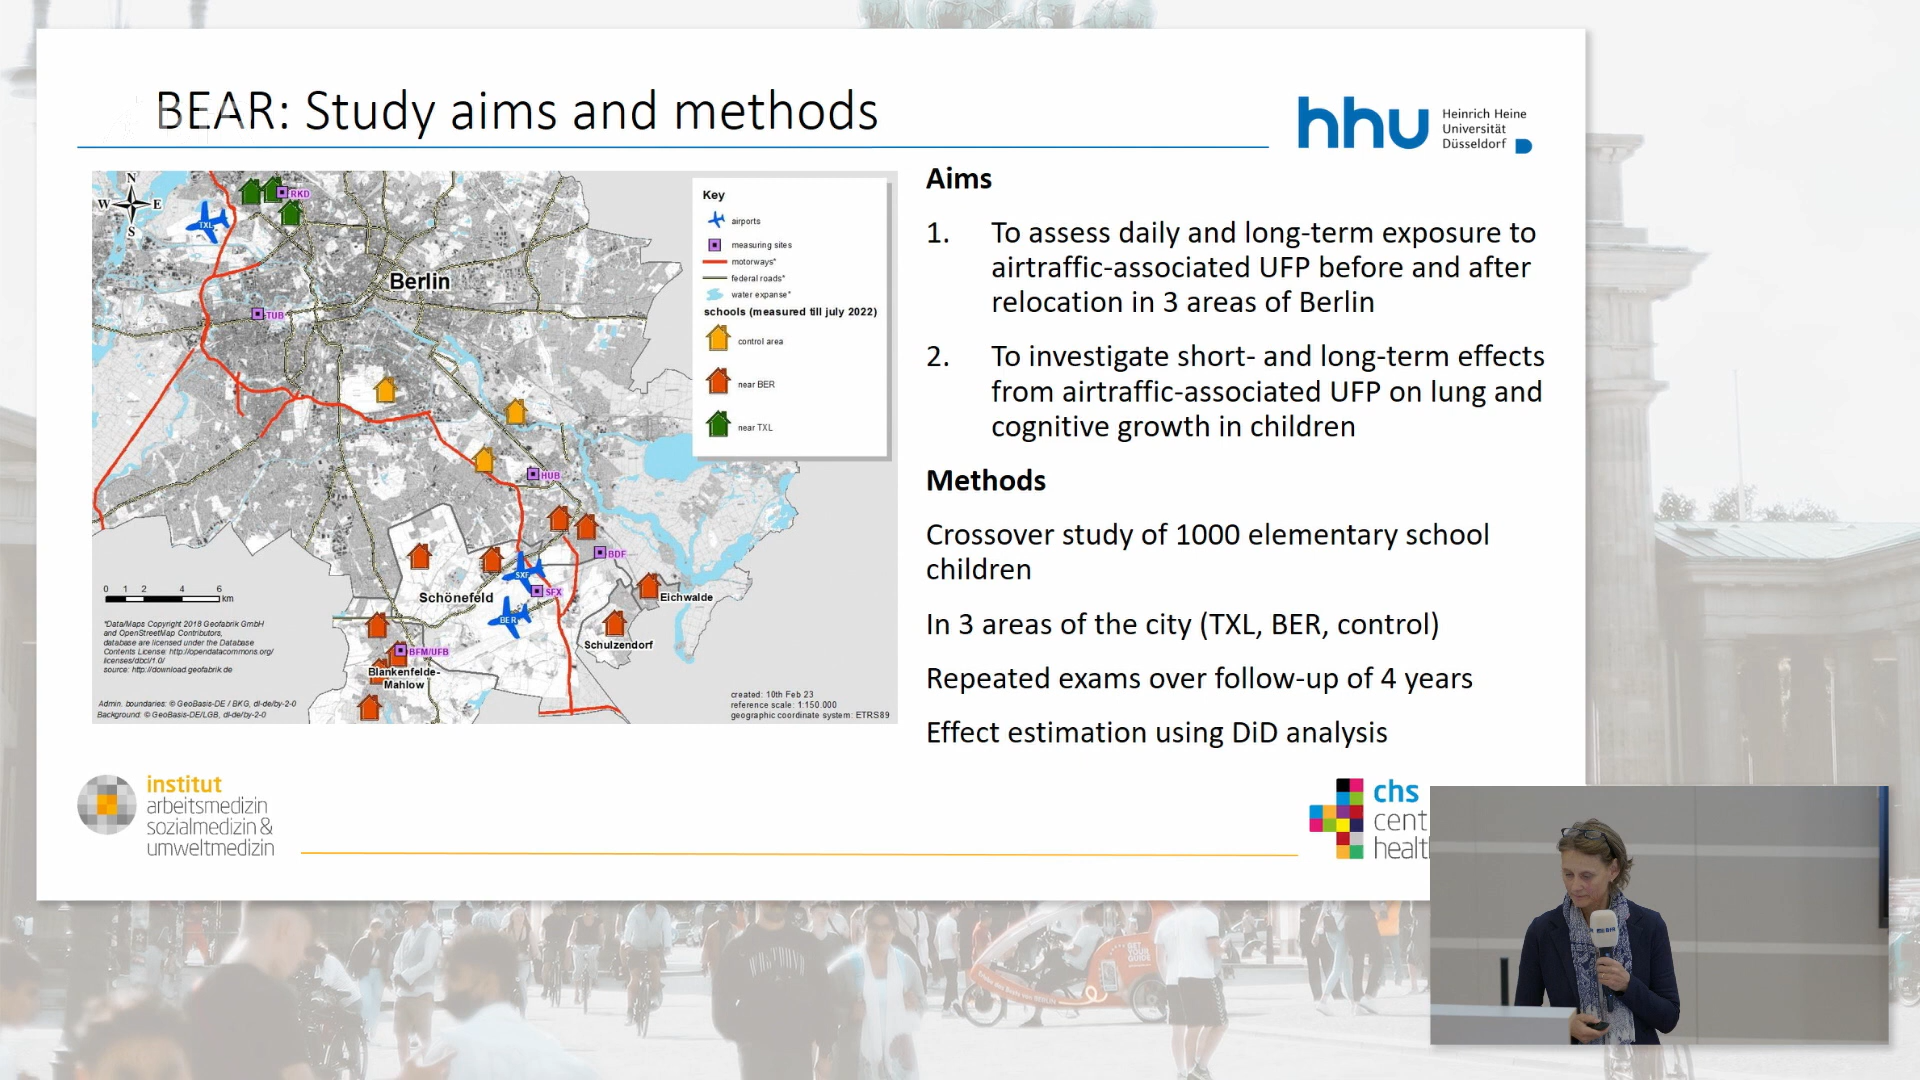 BEAR: Study aims and methods
hhu
Heinrich Heine
Universität
Düsseldorf
N
W E
S
RKD
TXL
Berlin
TUB
HUB
BDF
SXF
SFX
BER
Schönefeld
Eichwalde
Schulzendorf
BFM/UFB
Blankenfelde-
Mahlow
0 1 2 4 6
km
*Data/Maps Copyright 2018 Geofabrik GmbH
and OpenStreetMap Contributors,
database are licensed under the Database
Contents License: http://opendatacommons.org/
licenses/dbcl/1.0/
source: http://download.geofabrik.de
Admin. boundaries: © GeoBasis-DE / BKG, dl-de/by-2-0
Background: © GeoBasis-DE/LGB, dl-de/by-2-0
created: 10th Feb 23
reference scale: 1:150.000
geographic coordinate system: ETRS89
Key
airports
measuring sites
motorways*
federal roads*
water expanse*
schools (measured till july 2022)
control area
near BER
near TXL
Aims
1. To assess daily and long-term exposure to
airtraffic-associated UFP before and after
relocation in 3 areas of Berlin
2. To investigate short- and long-term effects
from airtraffic-associated UFP on lung and
cognitive growth in children
Methods
Crossover study of 1000 elementary school
children
In 3 areas of the city (TXL, BER, control)
Repeated exams over follow-up of 4 years
Effect estimation using DiD analysis
institut
arbeitsmedizin
sozialmedizin &
umweltmedizin
chs
cent
healt
GET
YOUR
GUIDE